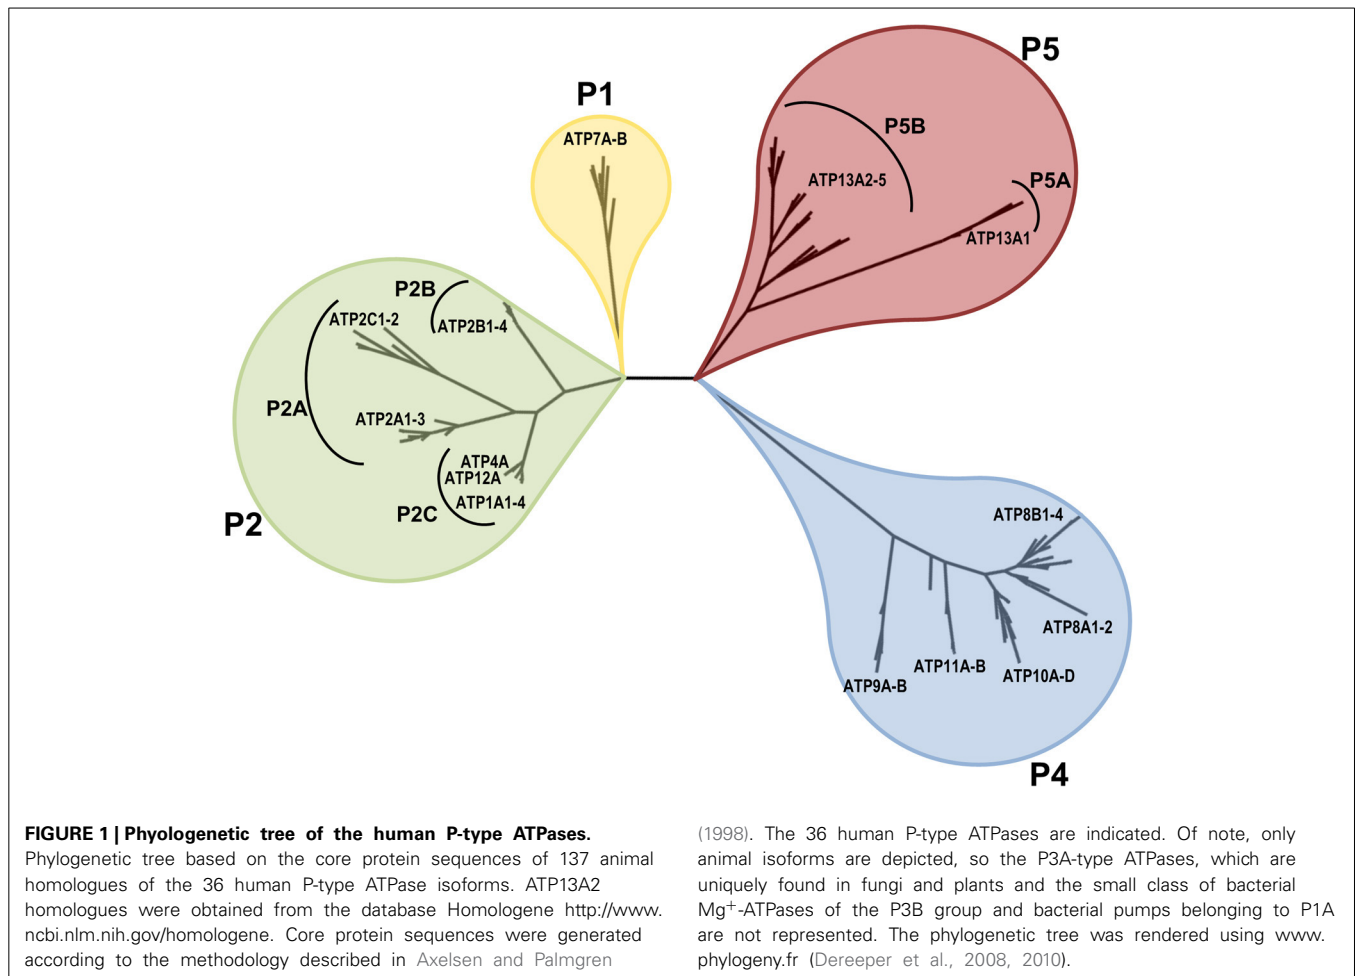 P5
P1
ATP7A-B
P5B
ATP13A2-5
P5A
ATP13A1
P2B
ATP2C1-2
ATP2B1-4
P2A
ATP2A1-3
ATP4A
ATP12A
ATP1A1-4
P2C
P2
ATP8B1-4
ATP8A1-2
ATP11A-B
ATP10A-D
ATP9A-B
P4
FIGURE 1 | Phyologenetic tree of the human P-type ATPases.
Phylogenetic tree based on the core protein sequences of 137 animal
homologues of the 36 human P-type ATPase isoforms. ATP13A2
homologues were obtained from the database Homologene http://www.
ncbi.nlm.nih.gov/homologene. Core protein sequences were generated
according to the methodology described in Axelsen and Palmgren
(1998). The 36 human P-type ATPases are indicated. Of note, only
animal isoforms are depicted, so the P3A-type ATPases, which are
uniquely found in fungi and plants and the small class of bacterial
Mg⁺-ATPases of the P3B group and bacterial pumps belonging to P1A
are not represented. The phylogenetic tree was rendered using www.
phylogeny.fr (Dereeper et al., 2008, 2010).